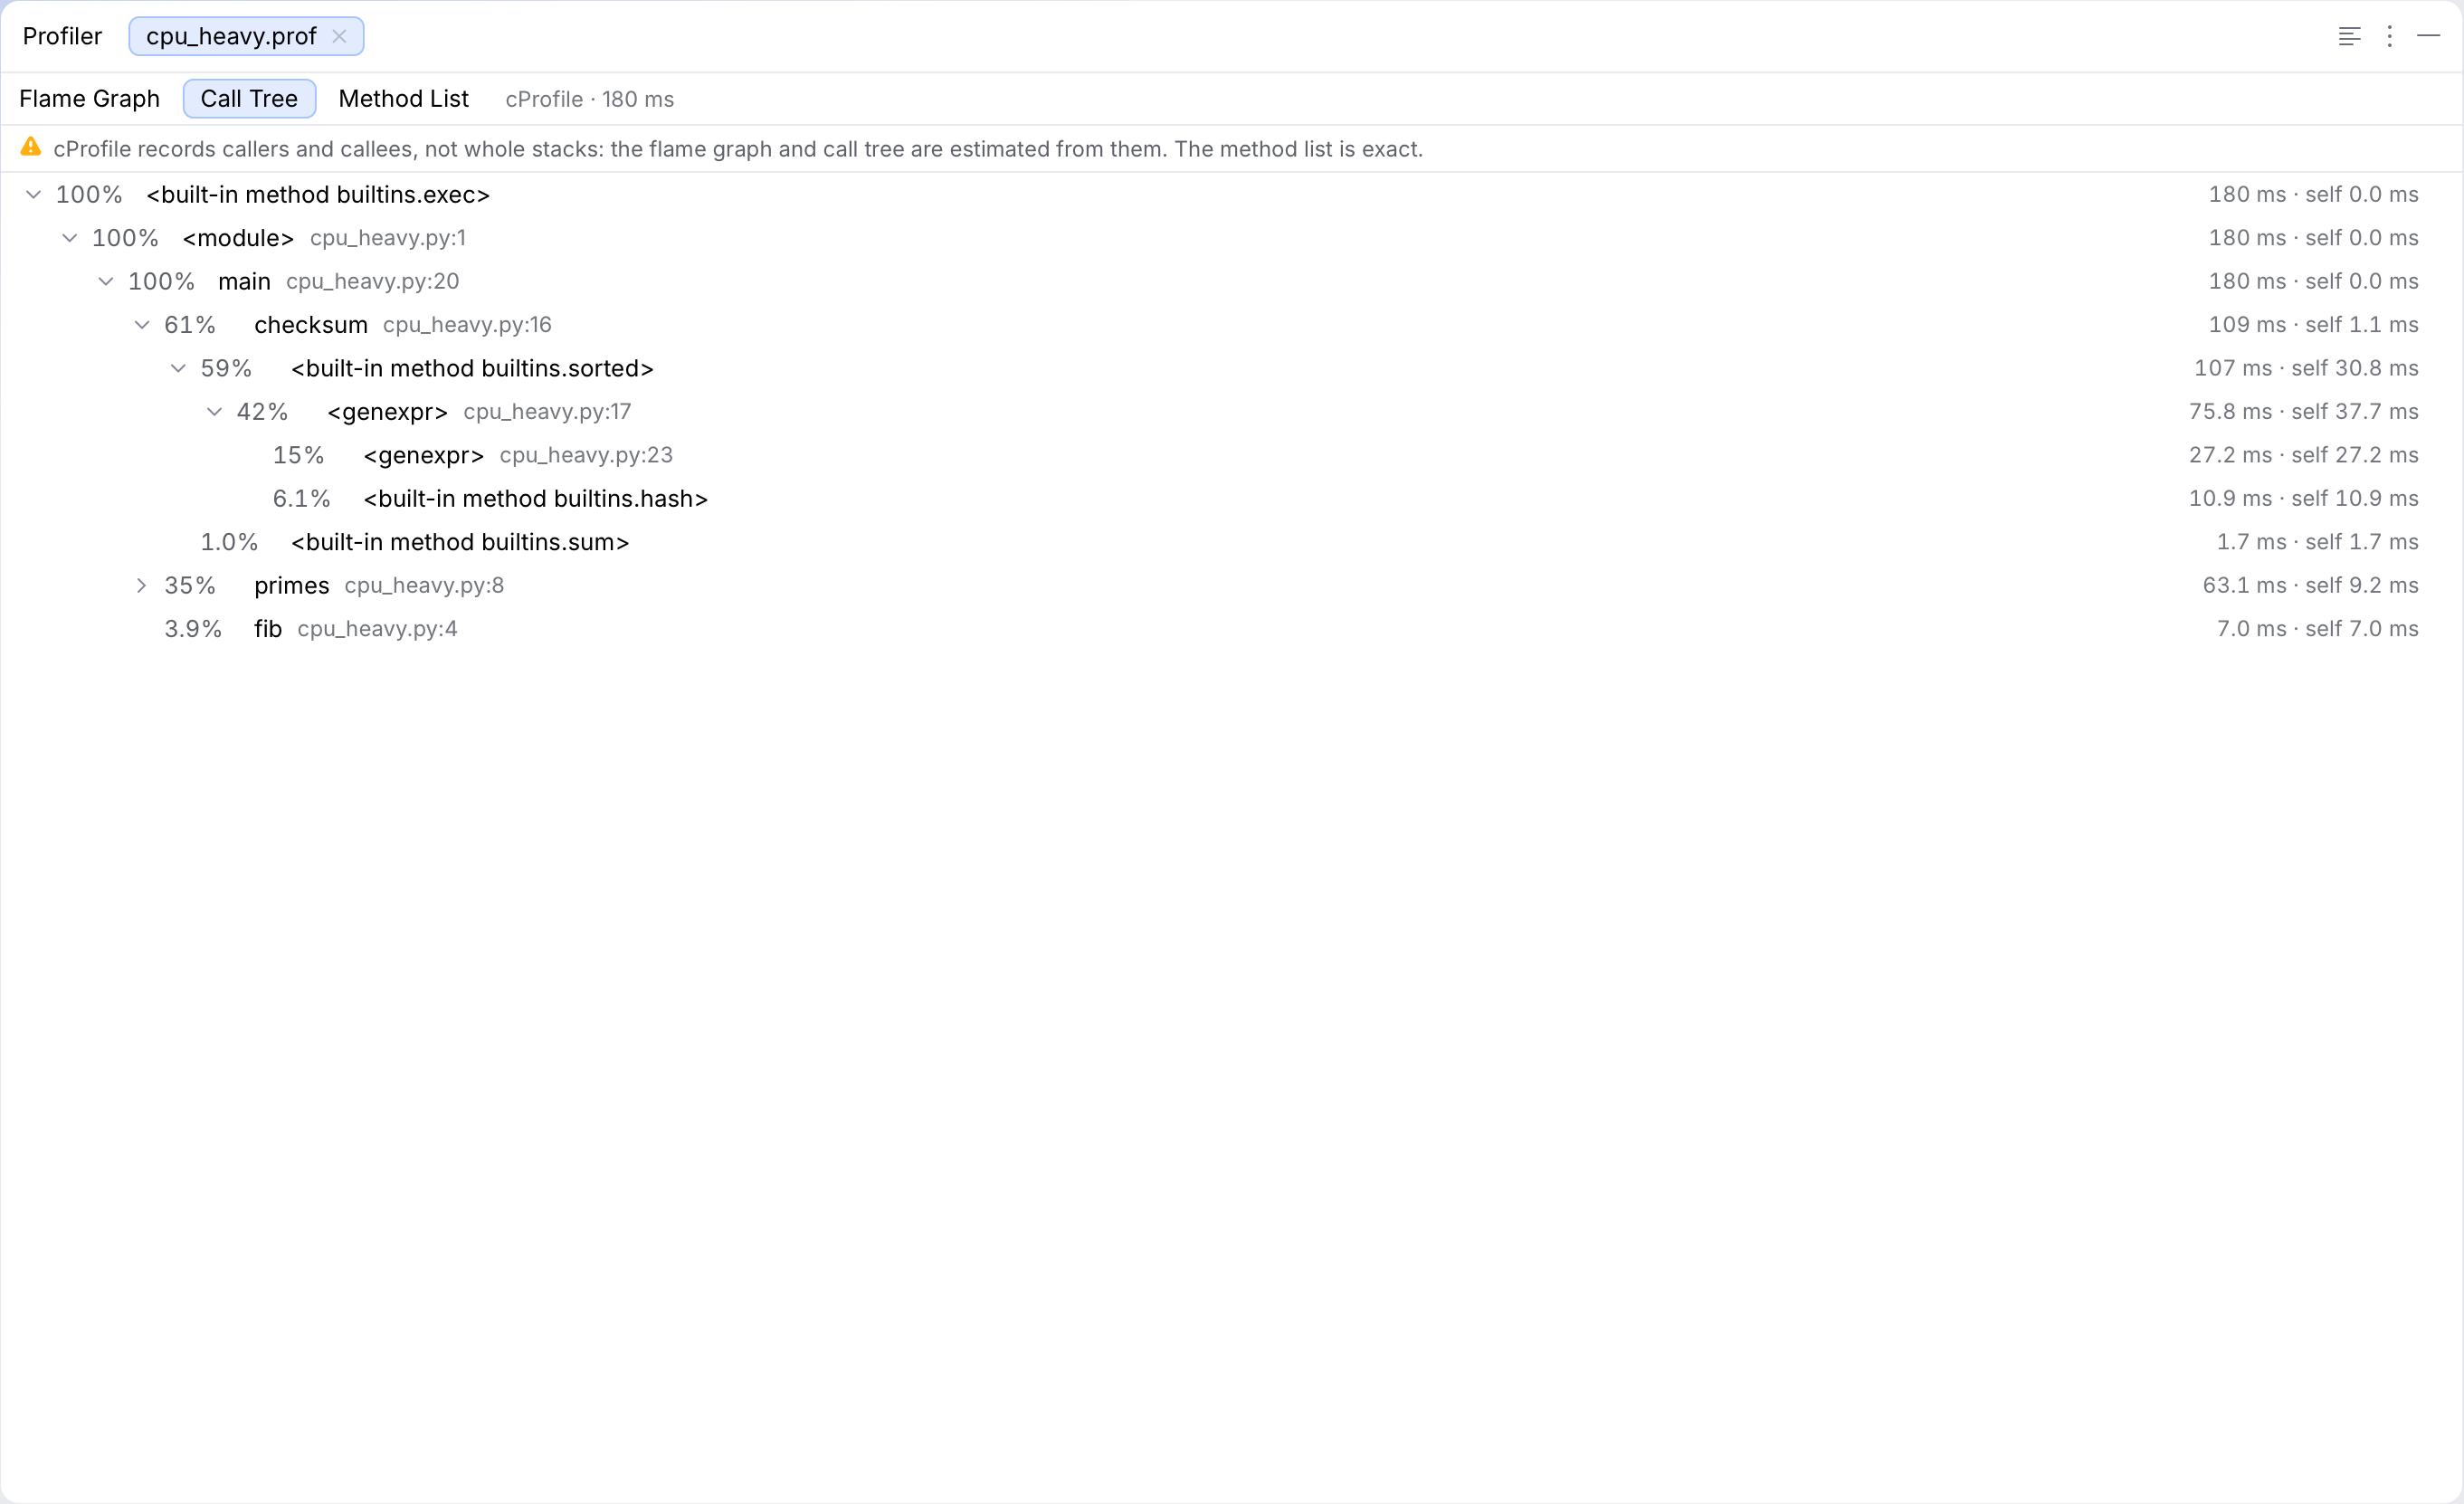 Profiler cpu_heavy.prof
Flame Graph Call Tree Method List cProfile · 180 ms
cProfile records callers and callees, not whole stacks: the flame graph and call tree are estimated from them. The method list is exact.
100% <built-in method builtins.exec> 180 ms · self 0.0 ms
100% <module> cpu_heavy.py:1 180 ms · self 0.0 ms
100% main cpu_heavy.py:20 180 ms · self 0.0 ms
61% checksum cpu_heavy.py:16 109 ms · self 1.1 ms
59% <built-in method builtins.sorted> 107 ms · self 30.8 ms
42% <genexpr> cpu_heavy.py:17 75.8 ms · self 37.7 ms
15% <genexpr> cpu_heavy.py:23 27.2 ms · self 27.2 ms
6.1% <built-in method builtins.hash> 10.9 ms · self 10.9 ms
1.0% <built-in method builtins.sum> 1.7 ms · self 1.7 ms
35% primes cpu_heavy.py:8 63.1 ms · self 9.2 ms
3.9% fib cpu_heavy.py:4 7.0 ms · self 7.0 ms